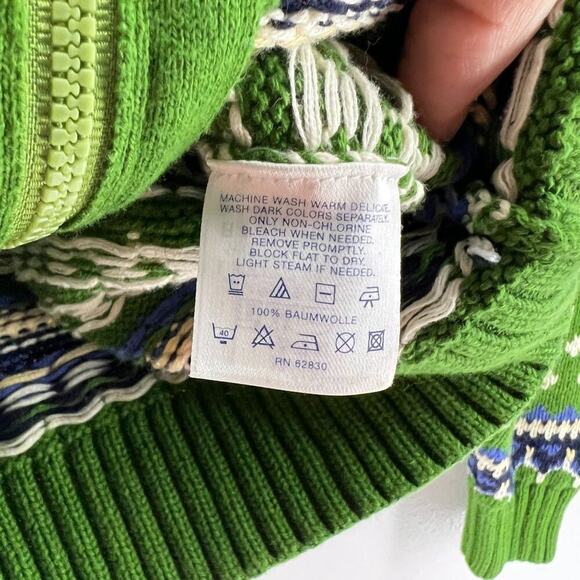 MACHINE WASH WARM DELICATE.
WASH DARK COLORS SEPARATELY.
ONLY NON-CHLORINE
BLEACH WHEN NEEDED.
REMOVE PROMPTLY.
BLOCK FLAT TO DRY.
LIGHT STEAM IF NEEDED.
100% BAUMWOLLE
40
RN 62830